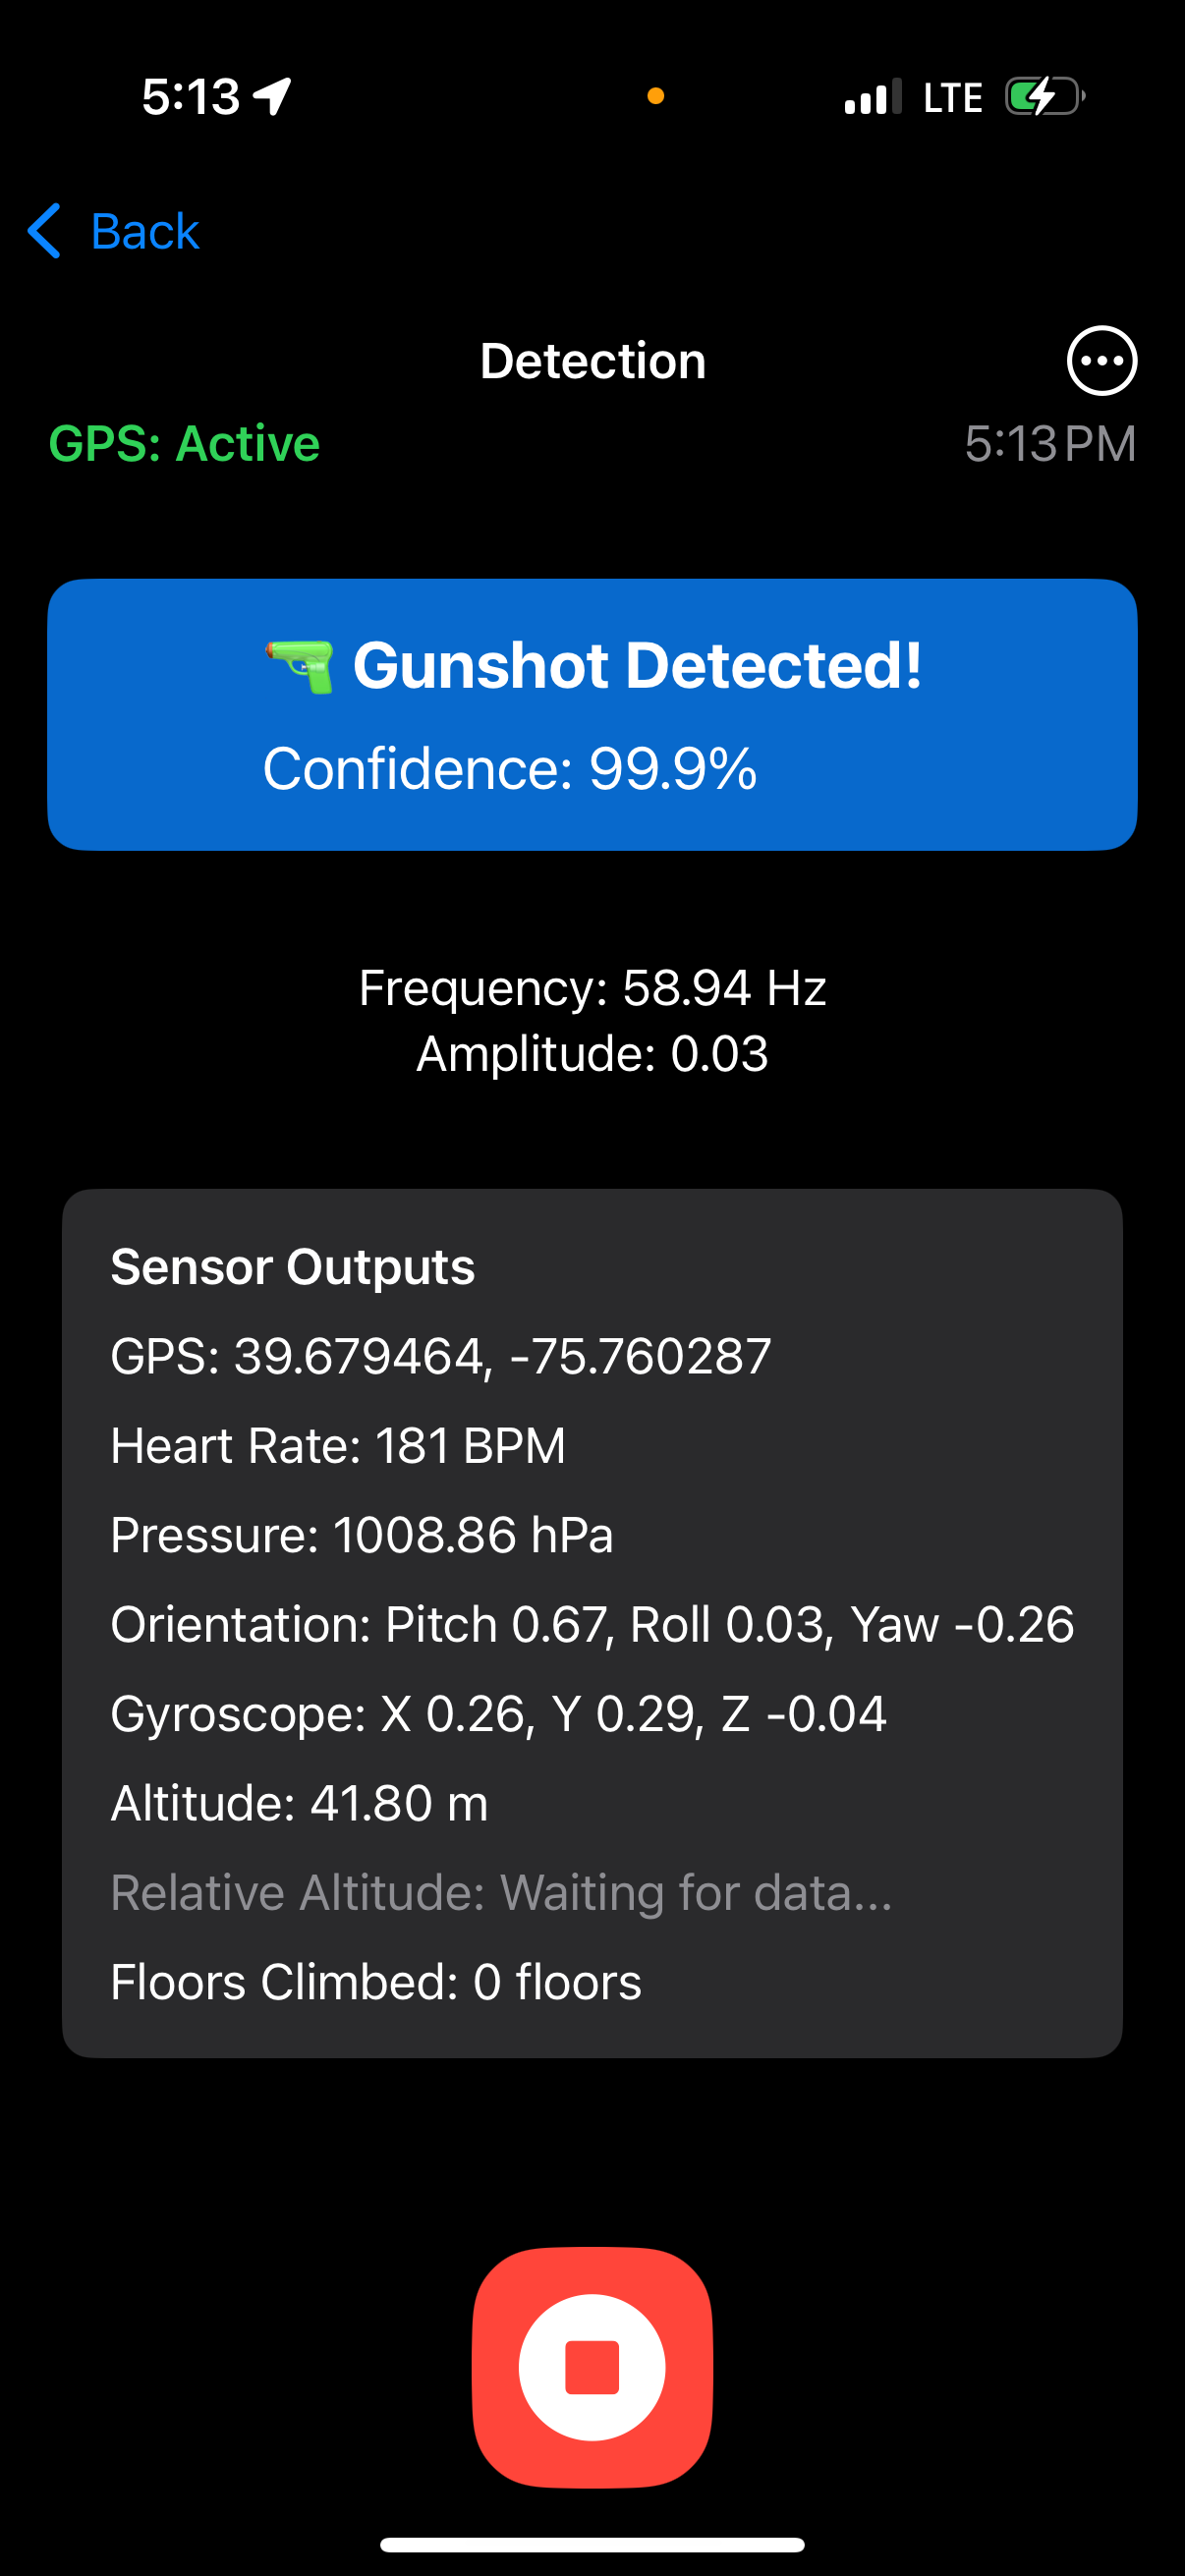 5:13 LTE
Back
Detection
GPS: Active 5:13 PM
Gunshot Detected!
Confidence: 99.9%
Frequency: 58.94 Hz
Amplitude: 0.03
Sensor Outputs
GPS: 39.679464, -75.760287
Heart Rate: 181 BPM
Pressure: 1008.86 hPa
Orientation: Pitch 0.67, Roll 0.03, Yaw -0.26
Gyroscope: X 0.26, Y 0.29, Z -0.04
Altitude: 41.80 m
Relative Altitude: Waiting for data...
Floors Climbed: 0 floors